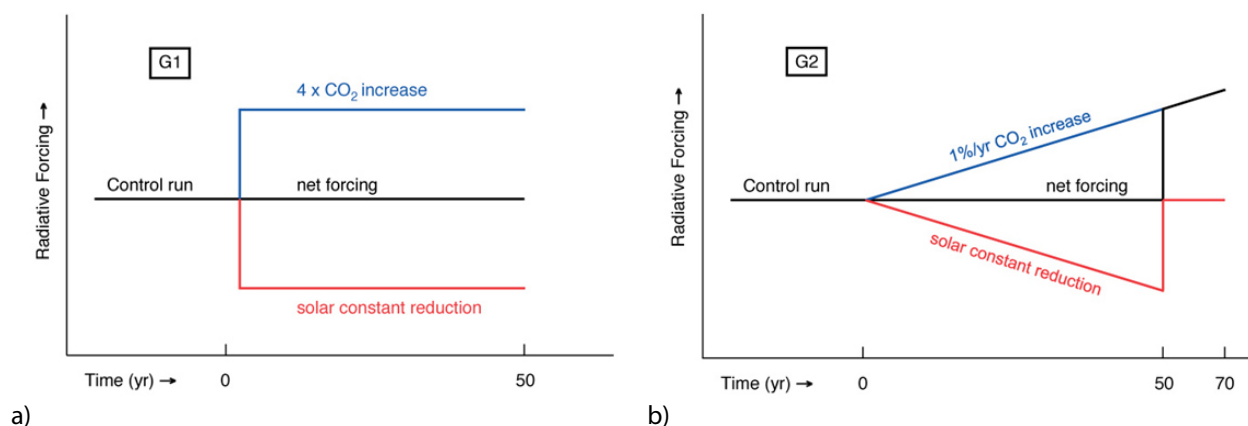 G1
4 x CO₂ increase
Control run
net forcing
solar constant reduction
Radiative Forcing →
Time (yr) →
0
50
a)
G2
1%/yr CO₂ increase
Control run
net forcing
solar constant reduction
Radiative Forcing →
Time (yr) →
0
50
70
b)